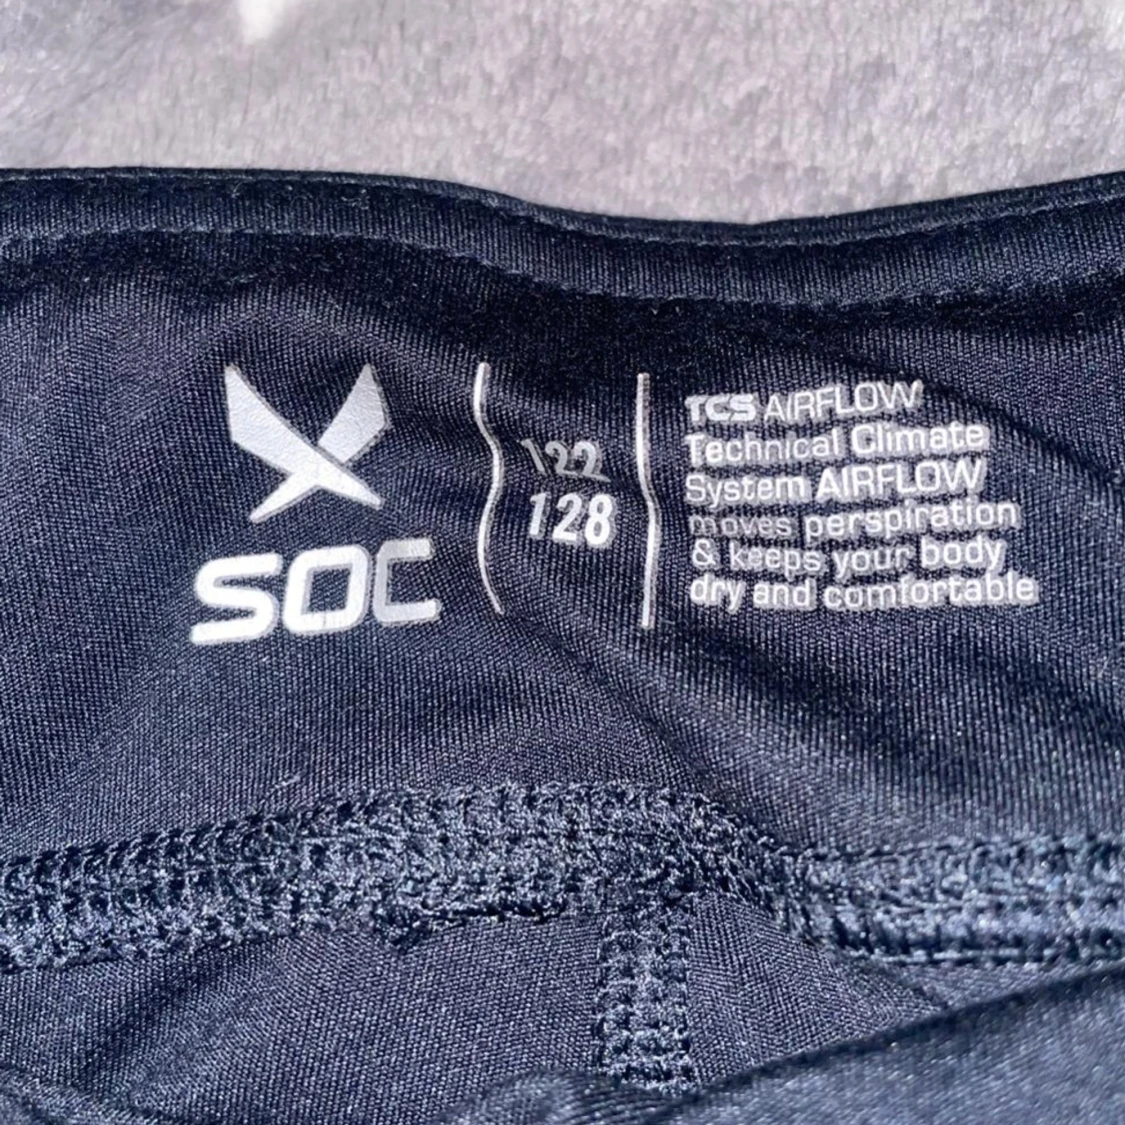 SOC
122
128
TCS AIRFLOW
Technical Climate
System AIRFLOW
moves perspiration
& keeps your body
dry and comfortable